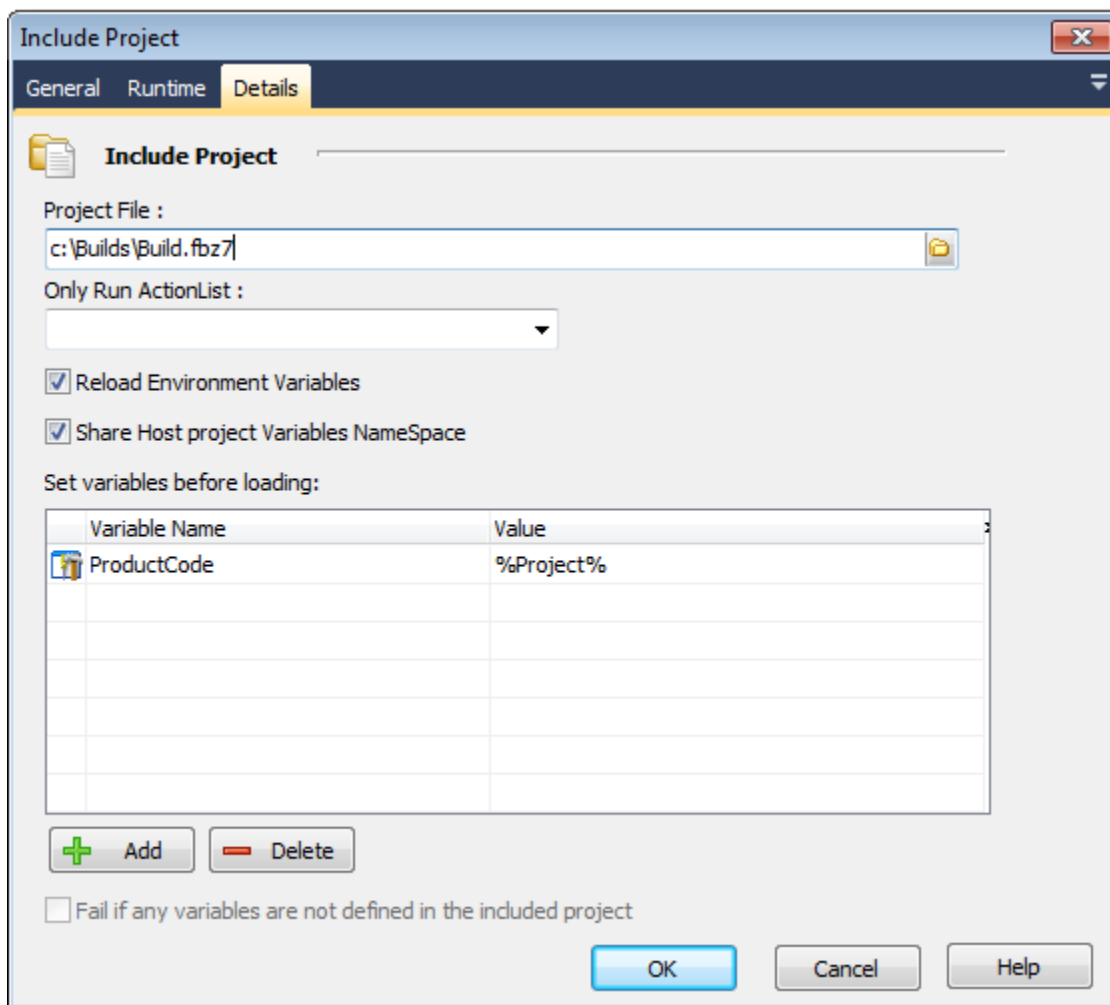 Include Project
General Runtime Details
Include Project
Project File :
c:\Builds\Build.fbz7
Only Run ActionList :
Reload Environment Variables
Share Host project Variables NameSpace
Set variables before loading:
Variable Name Value
ProductCode %Project%
Add Delete
Fail if any variables are not defined in the included project
OK Cancel Help